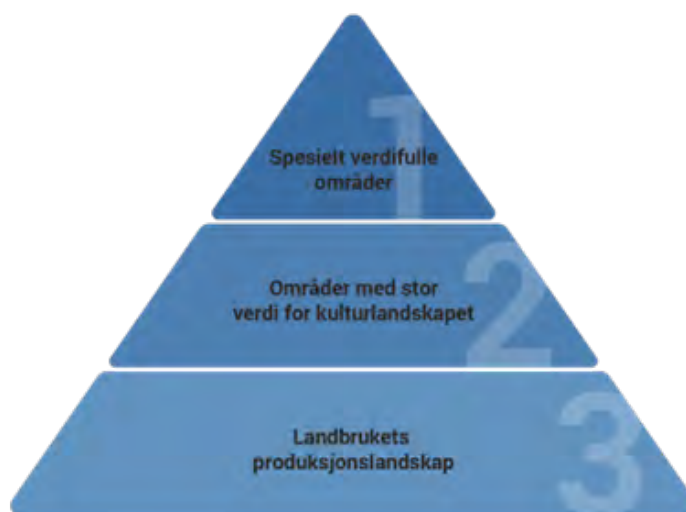 1
Spesielt verdifulle
områder
2
Områder med stor
verdi for kulturlandskapet
3
Landbrukets
produksjonslandskap